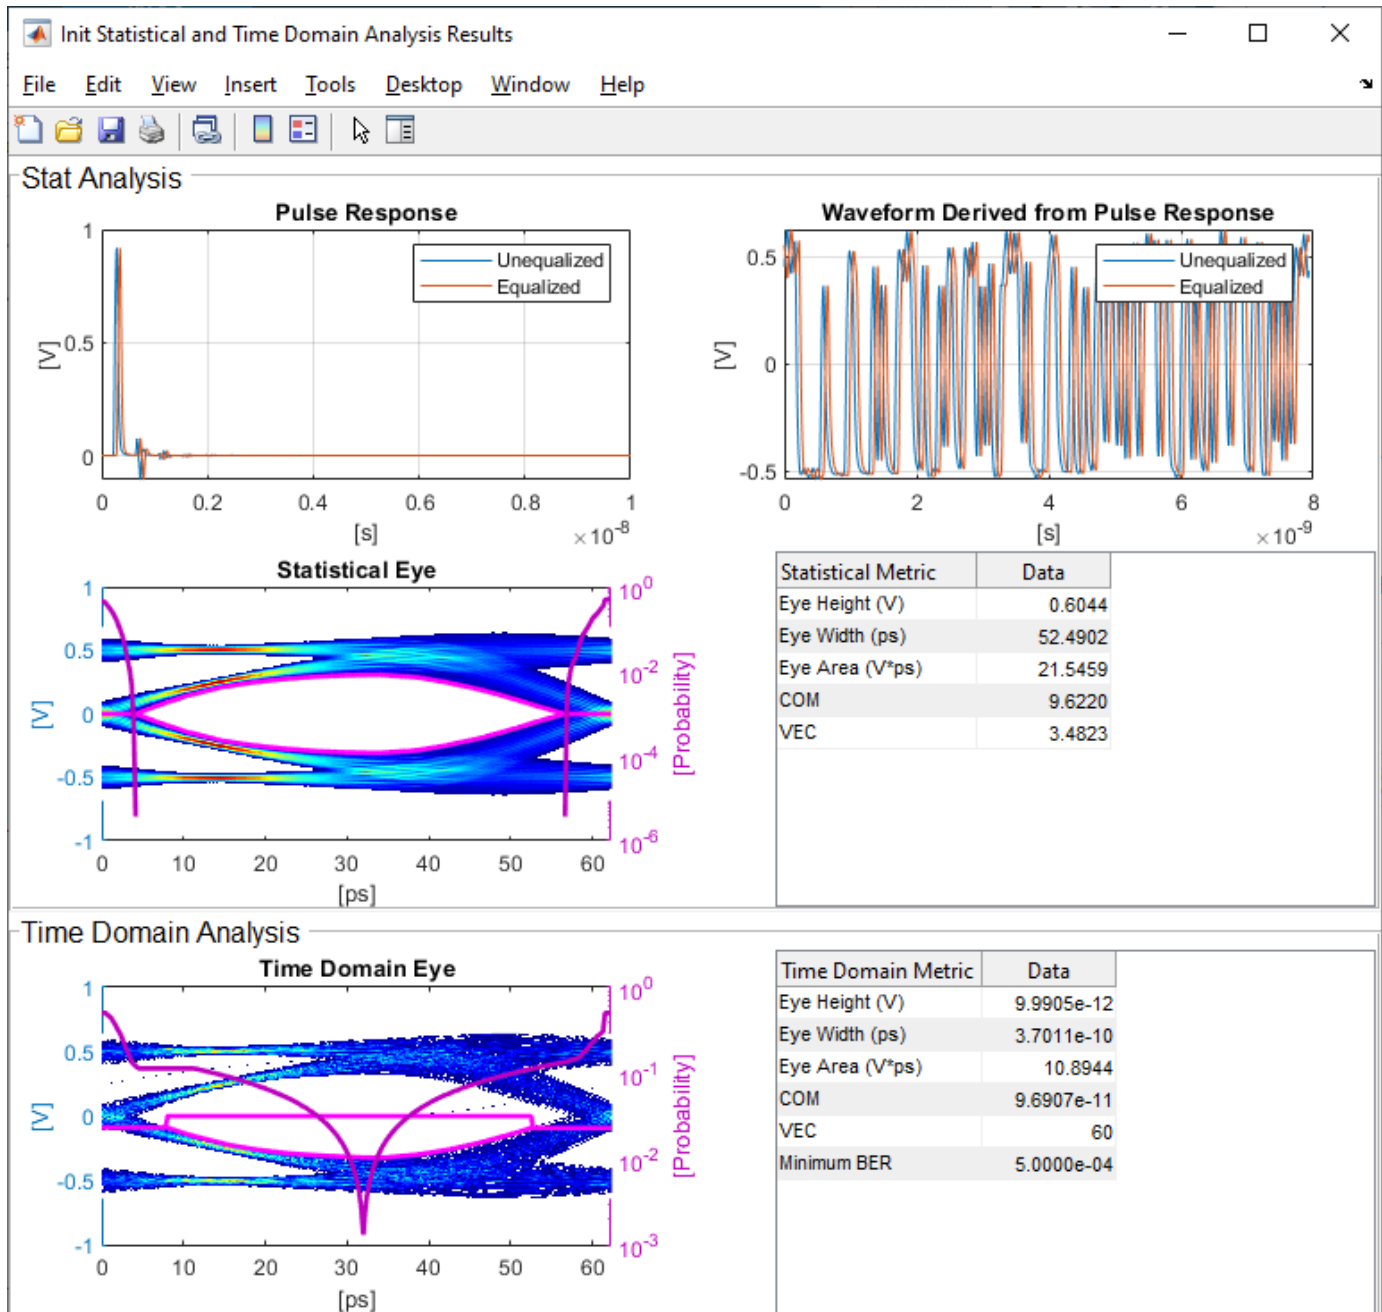 Init Statistical and Time Domain Analysis Results
File Edit View Insert Tools Desktop Window Help
Stat Analysis
Pulse Response
Unequalized
Equalized
1
0.5
0
[V]
0 0.2 0.4 0.6 0.8 1
[s]
×10-8
Waveform Derived from Pulse Response
Unequalized
Equalized
0.5
0
-0.5
[V]
0 2 4 6 8
[s]
×10-9
Statistical Eye
1
0.5
0
-0.5
-1
[V]
100
10-2
10-4
10-6
[Probability]
0 10 20 30 40 50 60
[ps]
Statistical Metric Data
Eye Height (V) 0.6044
Eye Width (ps) 52.4902
Eye Area (V*ps) 21.5459
COM 9.6220
VEC 3.4823
Time Domain Analysis
Time Domain Eye
1
0.5
0
-0.5
-1
[V]
100
10-1
10-2
10-3
[Probability]
0 10 20 30 40 50 60
[ps]
Time Domain Metric Data
Eye Height (V) 9.9905e-12
Eye Width (ps) 3.7011e-10
Eye Area (V*ps) 10.8944
COM 9.6907e-11
VEC 60
Minimum BER 5.0000e-04